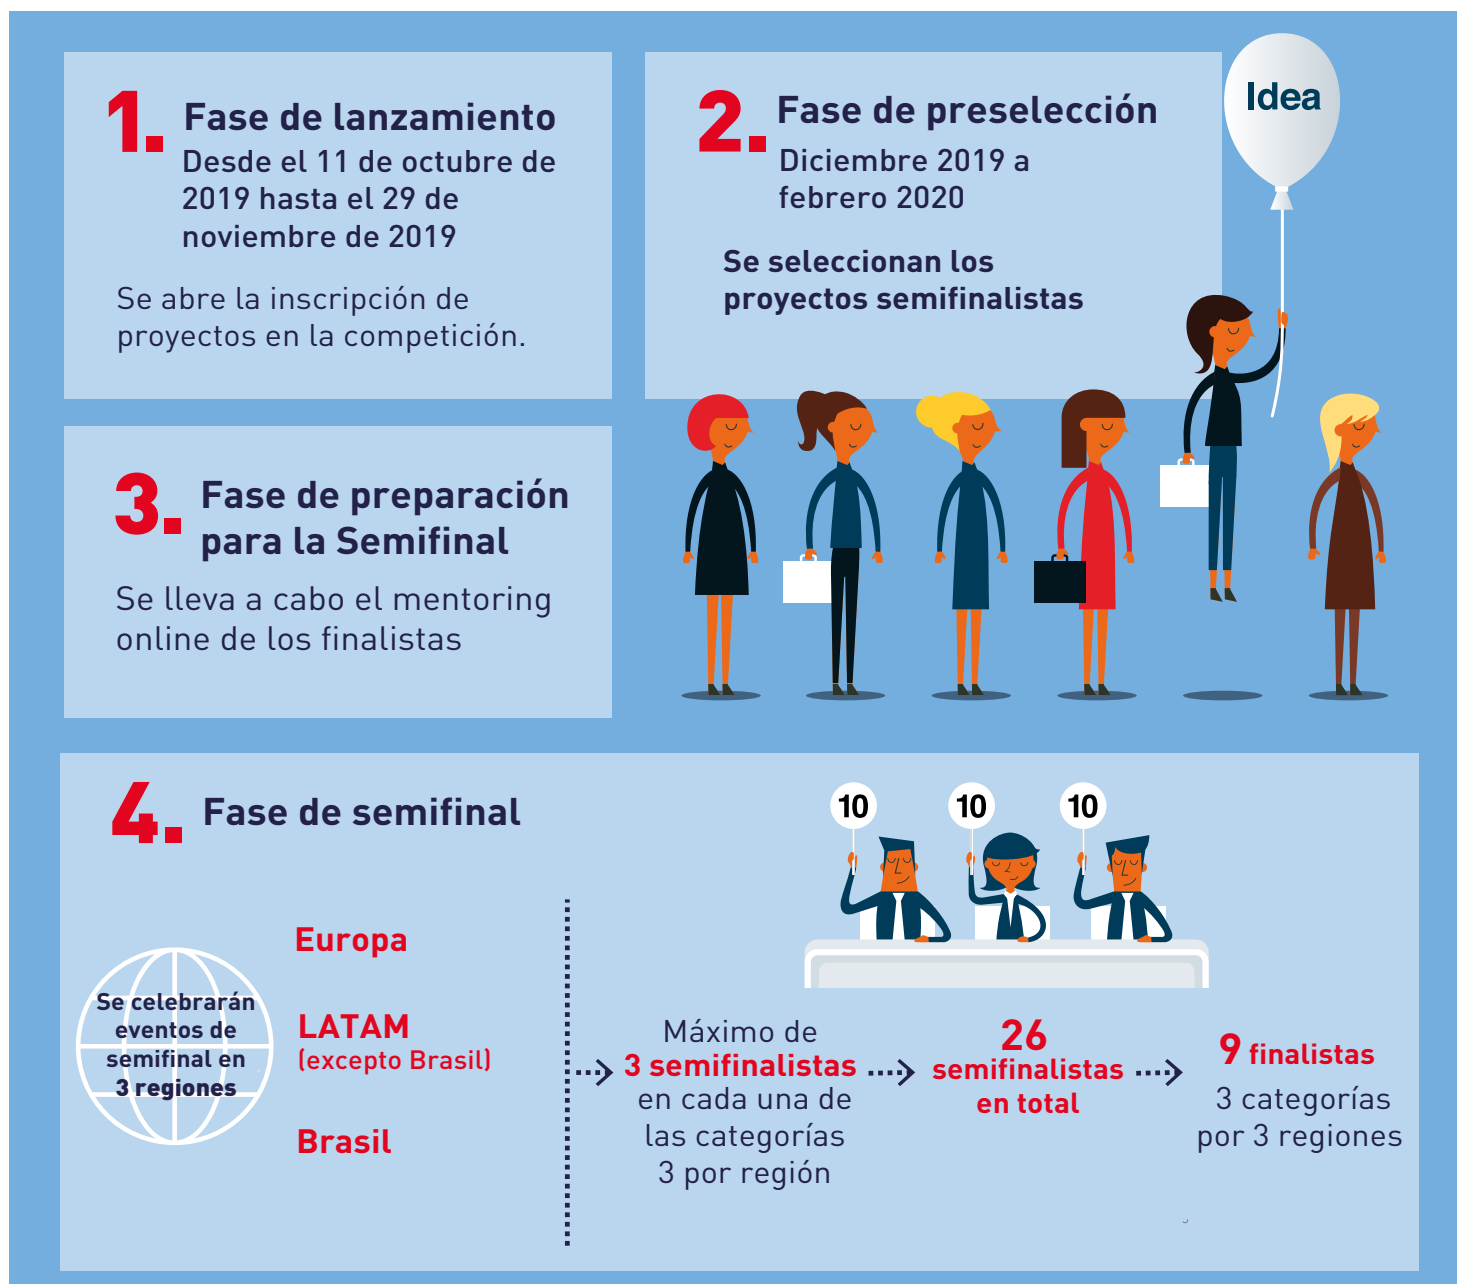 1. Fase de lanzamiento
Desde el 11 de octubre de
2019 hasta el 29 de
noviembre de 2019
Se abre la inscripción de
proyectos en la competición.
2. Fase de preselección
Diciembre 2019 a
febrero 2020
Se seleccionan los
proyectos semifinalistas
Idea
3. Fase de preparación
para la Semifinal
Se lleva a cabo el mentoring
online de los finalistas
4. Fase de semifinal
10 10 10
Se celebrarán
eventos de
semifinal en
3 regiones
Europa
LATAM
(excepto Brasil)
Brasil
Máximo de
3 semifinalistas
en cada una de
las categorías
3 por región
26
semifinalistas
en total
9 finalistas
3 categorías
por 3 regiones